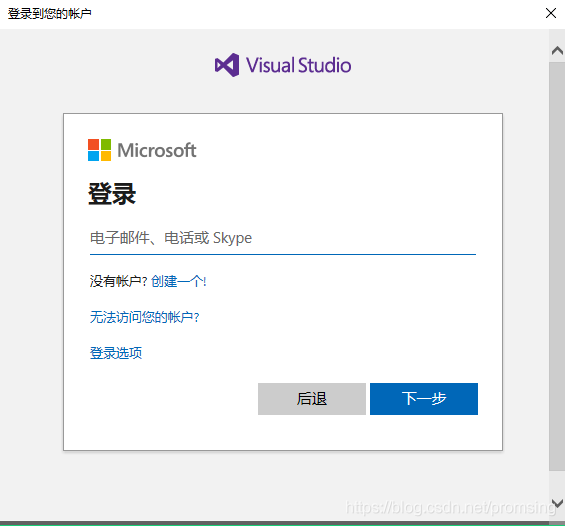 登录到您的帐户
Visual Studio
Microsoft
登录
电子邮件、电话或 Skype
没有帐户? 创建一个!
无法访问您的帐户?
登录选项
后退 下一步
https://blog.csdn.net/promsing